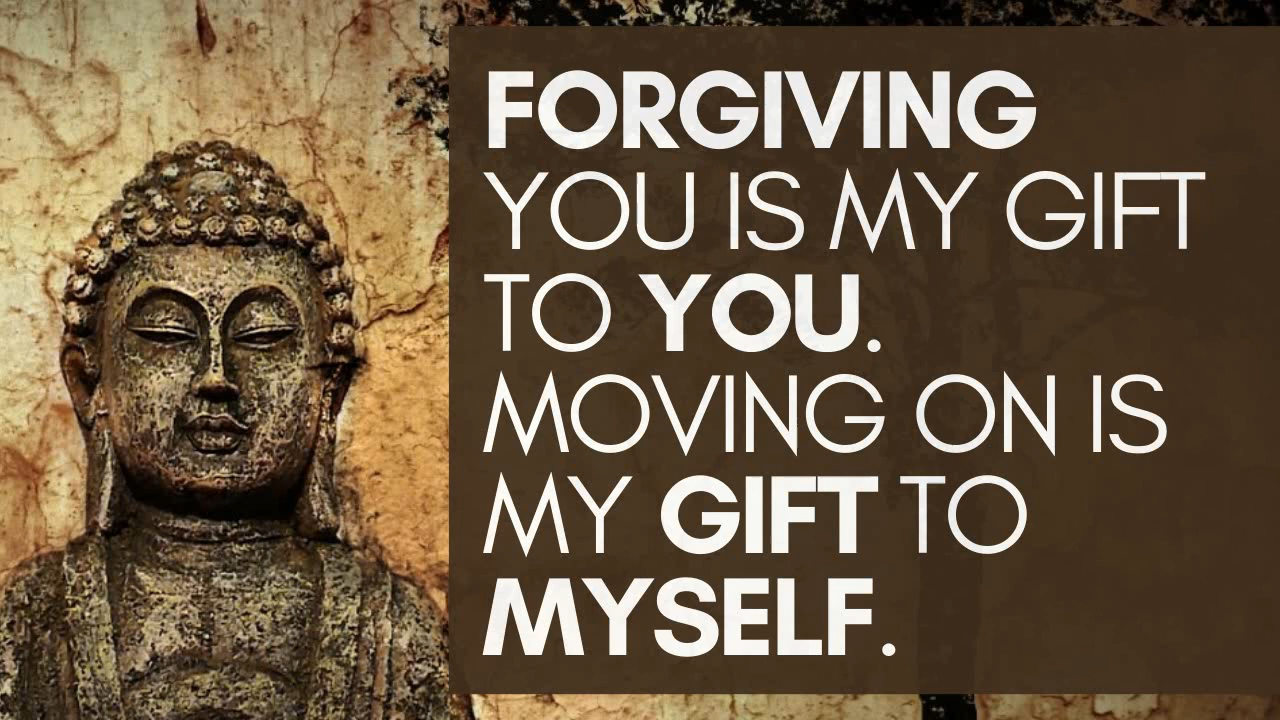 FORGIVING
YOU IS MY GIFT
TO YOU.
MOVING ON IS
MY GIFT TO
MYSELF.